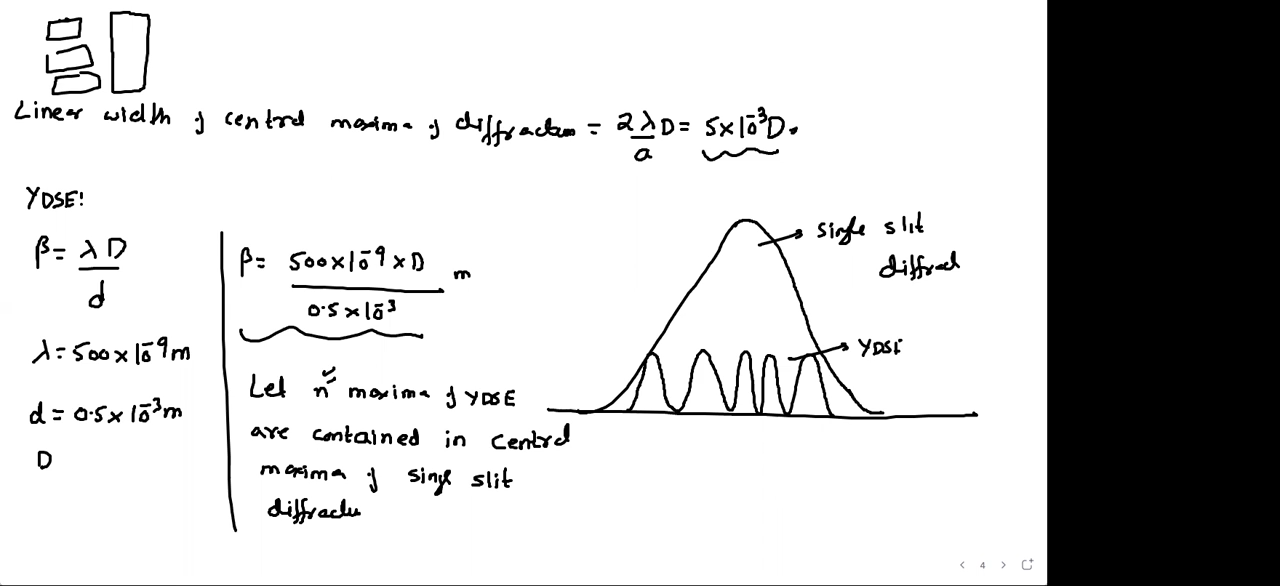 Linear width of central maxima of diffraction = 2λ/a D = 5×10⁻³D.
YDSE:
β = λD/d
λ = 500×10⁻⁹m
d = 0.5×10⁻³m
D
β = 500×10⁻⁹×D / 0.5×10⁻³ m
Let n maxima of YDSE
are contained in central
maxima of single slit
diffractn
single slit
diffract
YDSE
4